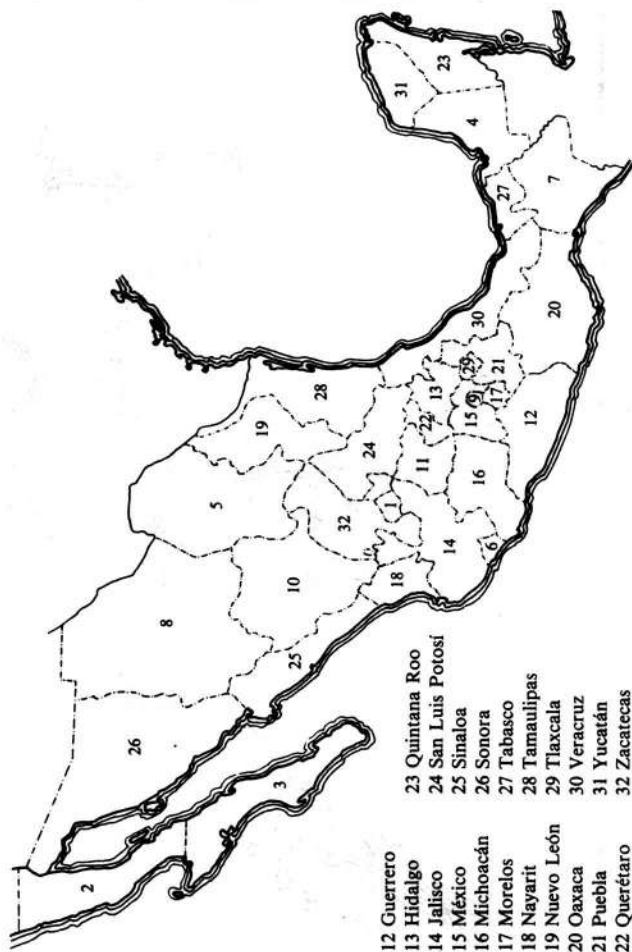 2
26
3
8
25
10
5
19
28
32
24
18
1
14
6
11
22
13
16
15
9
29
17
21
12
30
20
27
7
4
31
23
12 Guerrero
13 Hidalgo
14 Jalisco
15 México
16 Michoacán
17 Morelos
18 Nayarit
19 Nuevo León
20 Oaxaca
21 Puebla
22 Querétaro
23 Quintana Roo
24 San Luis Potosí
25 Sinaloa
26 Sonora
27 Tabasco
28 Tamaulipas
29 Tlaxcala
30 Veracruz
31 Yucatán
32 Zacatecas